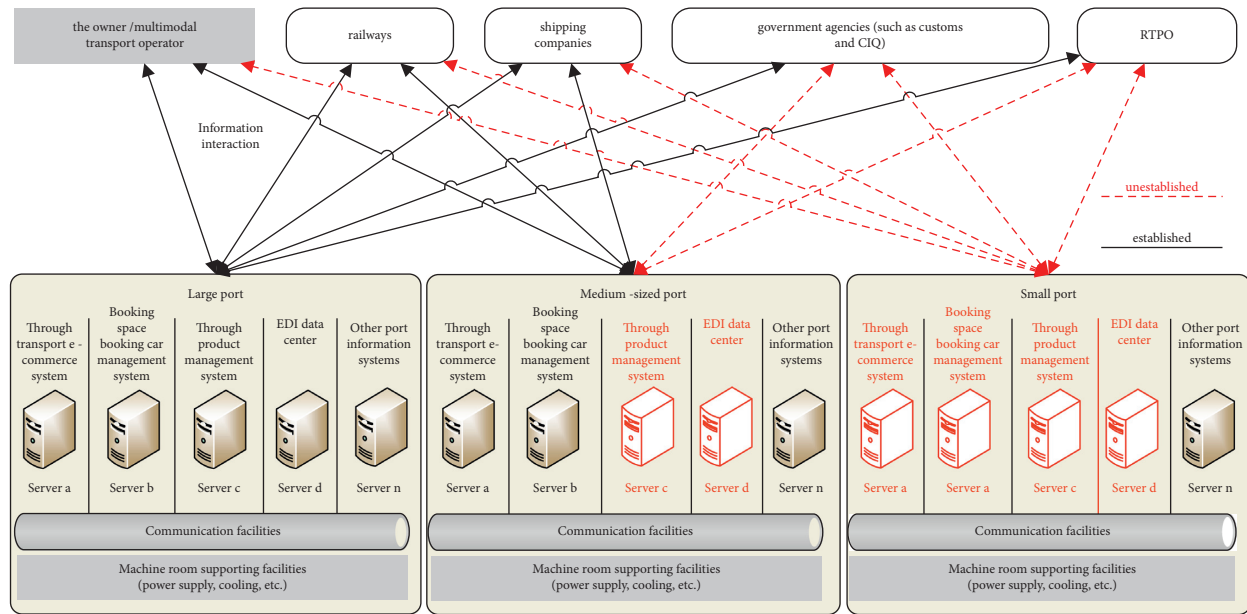 the owner /multimodal
transport operator
railways
shipping
companies
government agencies (such as customs
and CIQ)
RTPO
Information
interaction
unestablished
established
Large port
Through
transport e -
commerce
system
Booking
space
booking car
management
system
Through
product
management
system
EDI data
center
Other port
information
systems
Server a
Server b
Server c
Server d
Server n
Communication facilities
Machine room supporting facilities
(power supply, cooling, etc.)
Medium -sized port
Through
transport e-
commerce
system
Booking
space
booking car
management
system
Through
product
management
system
EDI data
center
Other port
information
systems
Server a
Server b
Server c
Server d
Server n
Communication facilities
Machine room supporting facilities
(power supply, cooling, etc.)
Small port
Through
transport e-
commerce
system
Booking
space
booking car
management
system
Through
product
management
system
EDI data
center
Other port
information
systems
Server a
Server a
Server c
Server d
Server n
Communication facilities
Machine room supporting facilities
(power supply, cooling, etc.)